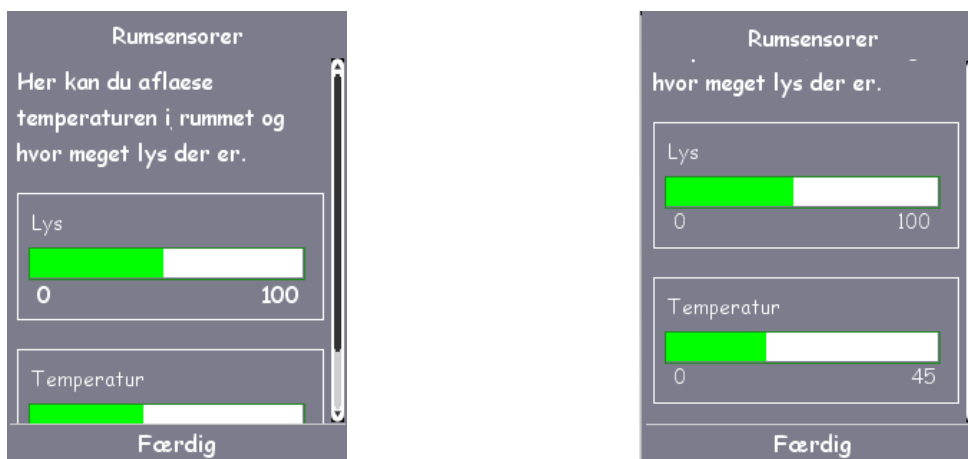 Rumsensorer
Her kan du aflaese
temperaturen i rummet og
hvor meget lys der er.
Lys
0 100
Temperatur
Færdig
Rumsensorer
hvor meget lys der er.
Lys
0 100
Temperatur
0 45
Færdig